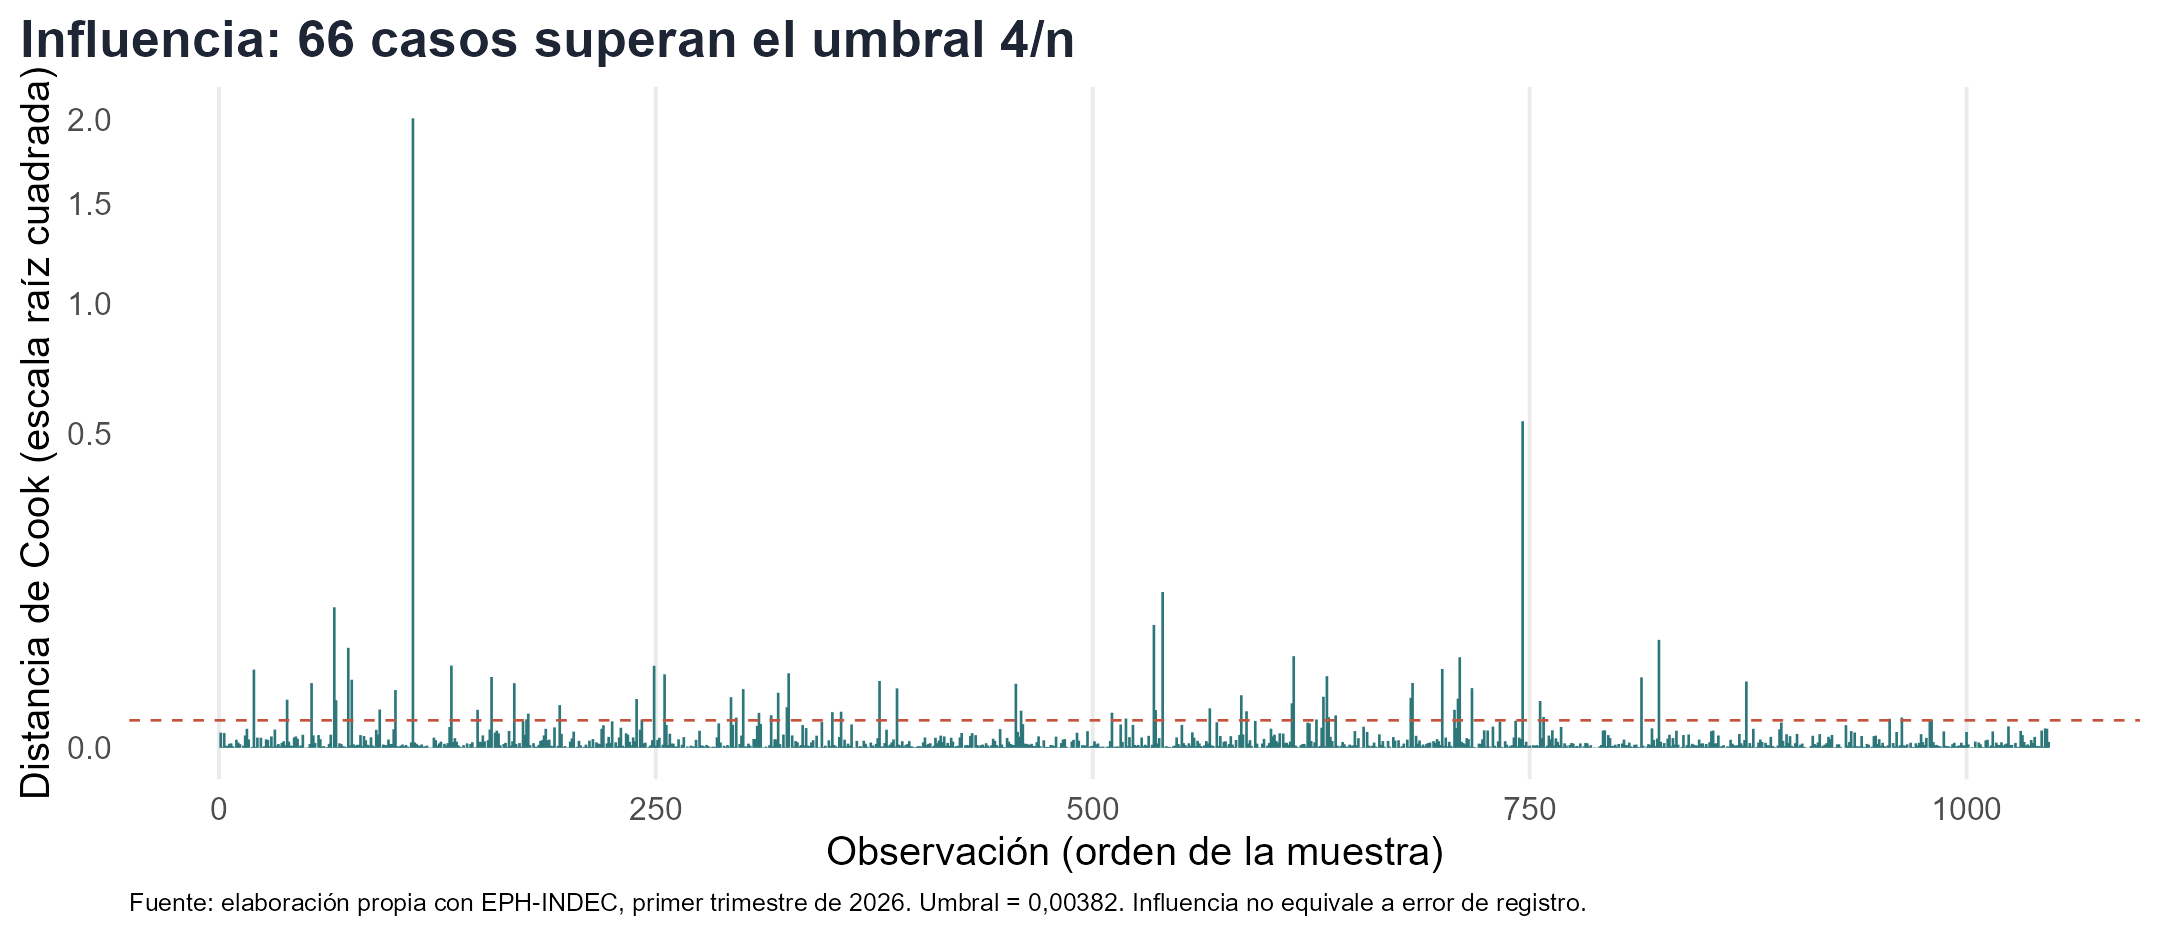 Influencia: 66 casos superan el umbral 4/n
Distancia de Cook (escala raíz cuadrada)
2.0
1.5
1.0
0.5
0.0
0 250 500 750 1000
Observación (orden de la muestra)
Fuente: elaboración propia con EPH-INDEC, primer trimestre de 2026. Umbral = 0,00382. Influencia no equivale a error de registro.